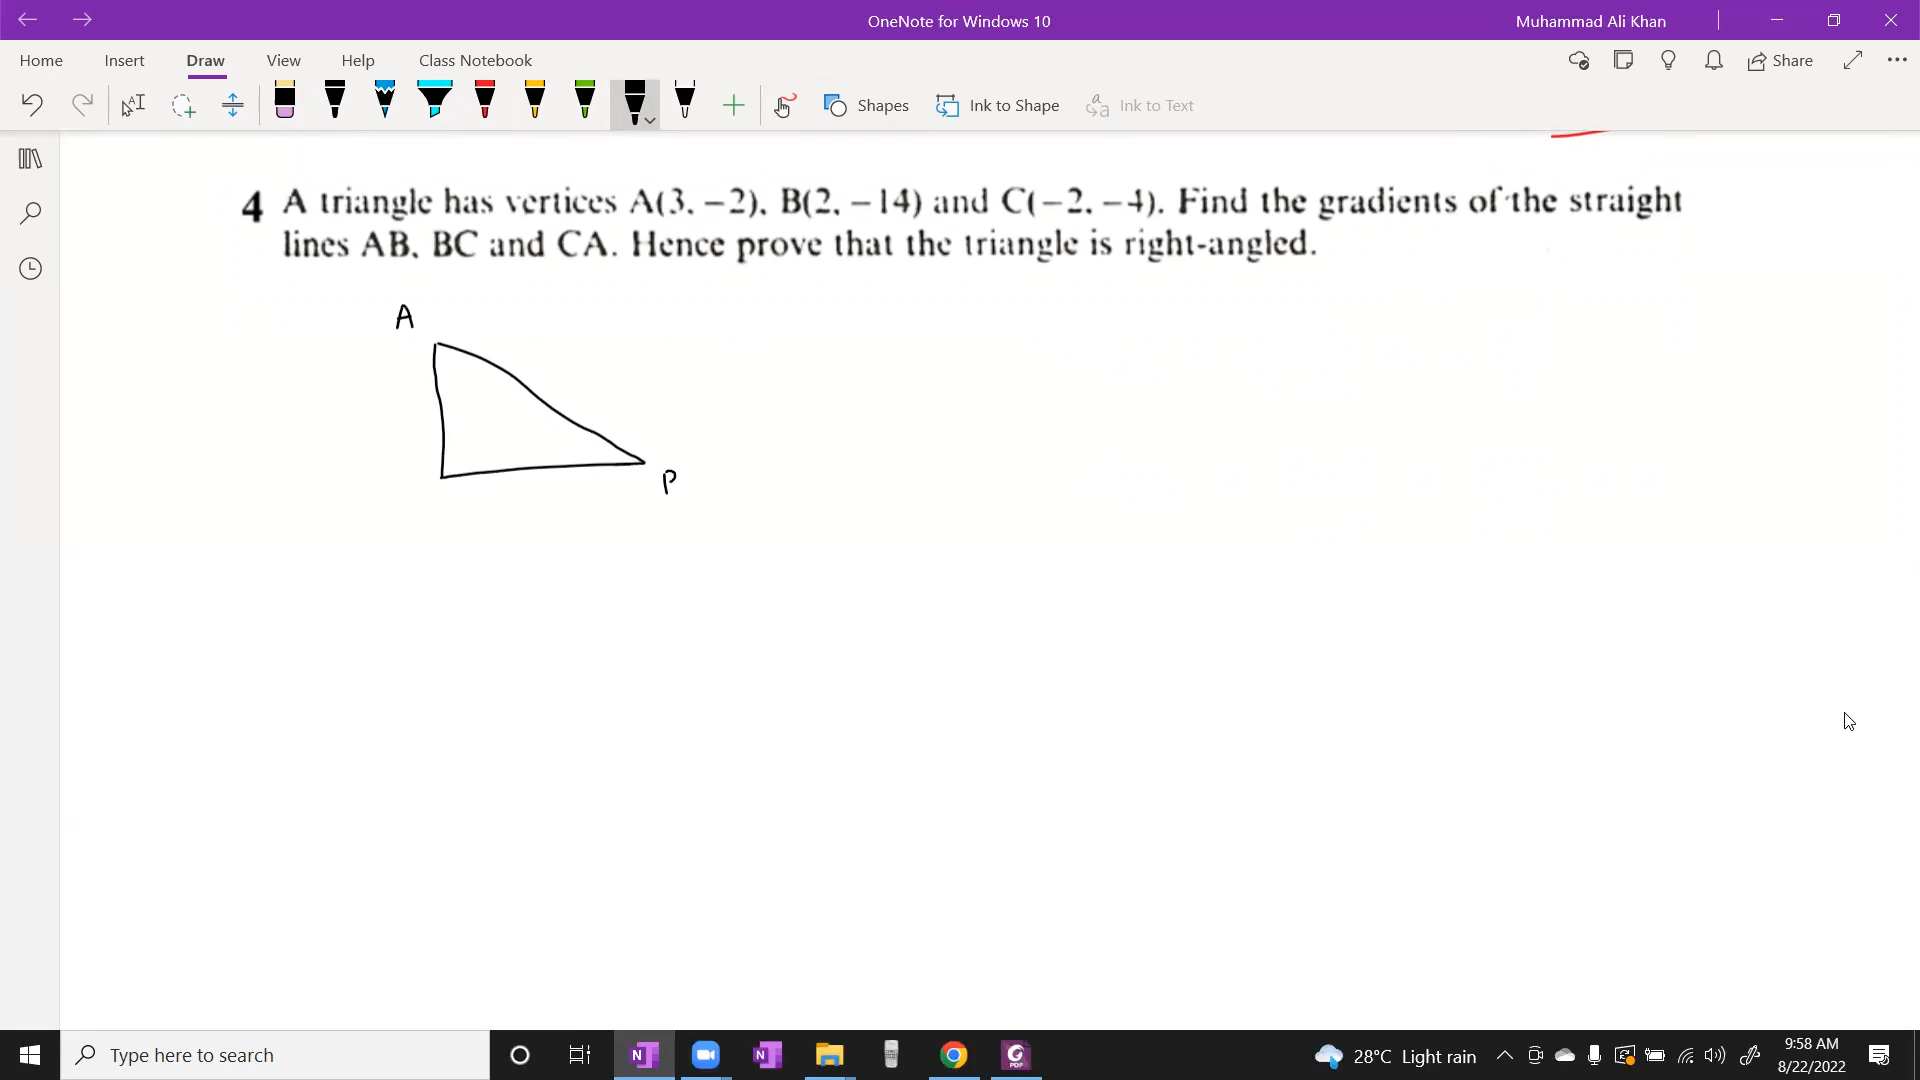 OneNote for Windows 10
Muhammad Ali Khan
Home Insert Draw View Help Class Notebook
Share
Shapes Ink to Shape Ink to Text
4 A triangle has vertices A(3, −2), B(2, −14) and C(−2, −4). Find the gradients of the straight
lines AB, BC and CA. Hence prove that the triangle is right-angled.
A
P
Type here to search
28°C Light rain
9:58 AM
8/22/2022